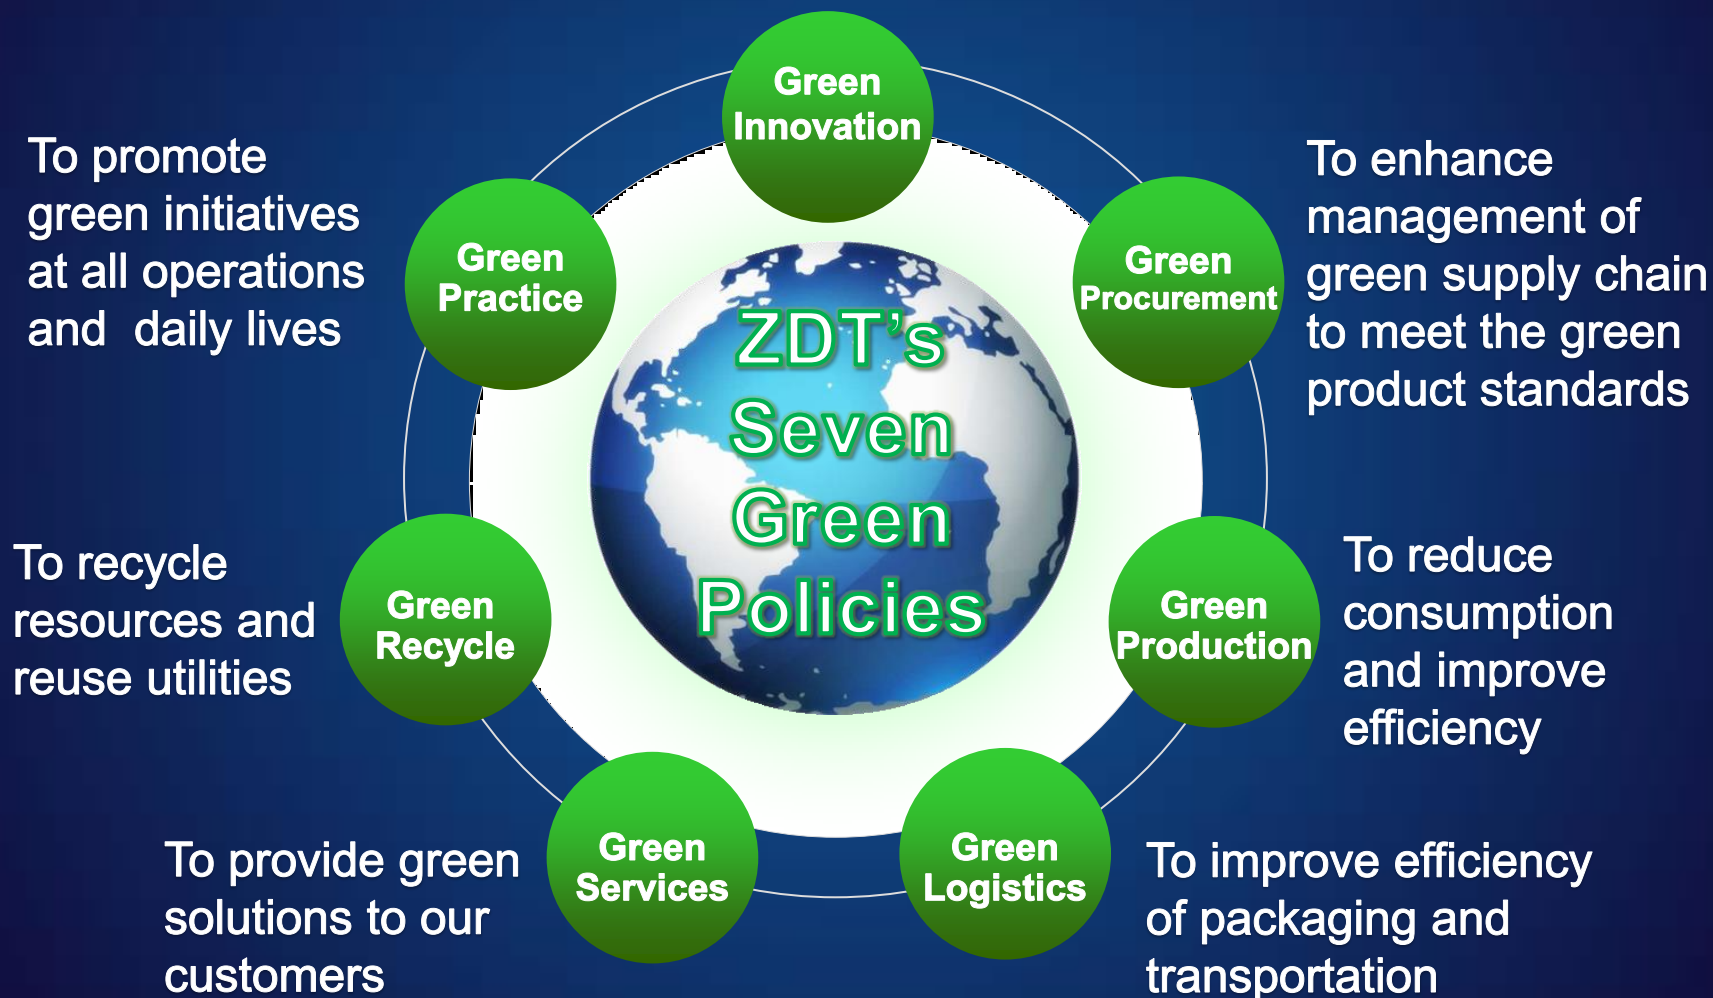 Green
Innovation
To promote
green initiatives
at all operations
and  daily lives
Green
Practice
Green
Procurement
To enhance
management of
green supply chain
to meet the green
product standards
ZDT's
Seven
Green
Policies
To recycle
resources and
reuse utilities
Green
Recycle
Green
Production
To reduce
consumption
and improve
efficiency
To provide green
solutions to our
customers
Green
Services
Green
Logistics
To improve efficiency
of packaging and
transportation